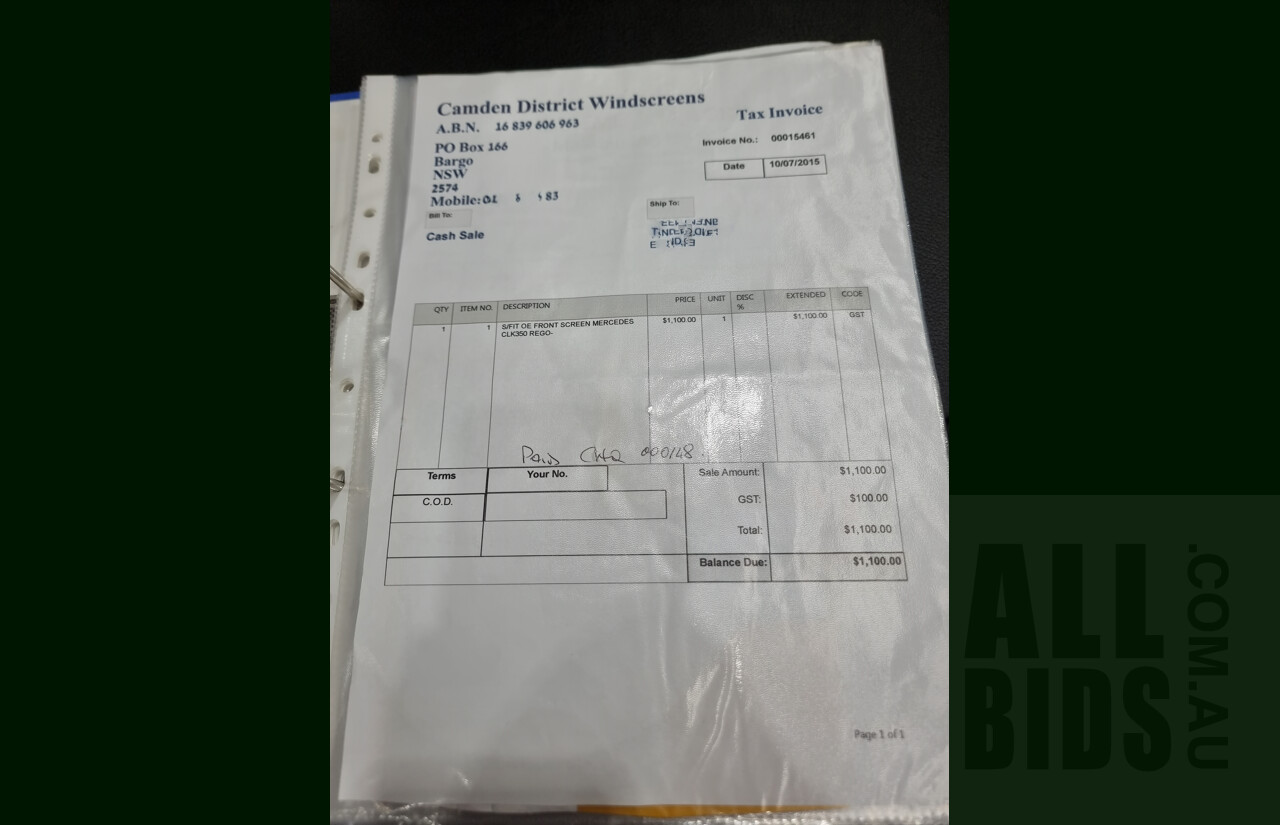 Camden District Windscreens
Tax Invoice
A.B.N. 16 839 606 963
Invoice No.: 00015461
PO Box 166
Bargo
NSW
2574
Date 10/07/2015
Mobile:
Bill To:
Ship To:
Cash Sale
QTY ITEM NO. DESCRIPTION PRICE UNIT DISC % EXTENDED CODE
1 1 S/FIT OE FRONT SCREEN MERCEDES $1,100.00 1 $1,100.00 GST
CLK350 REGO-
PAID CHQ 000148
Terms Your No. Sale Amount: $1,100.00
C.O.D. GST: $100.00
Total: $1,100.00
Balance Due: $1,100.00
Page 1 of 1
ALL
BIDS
.COM.AU